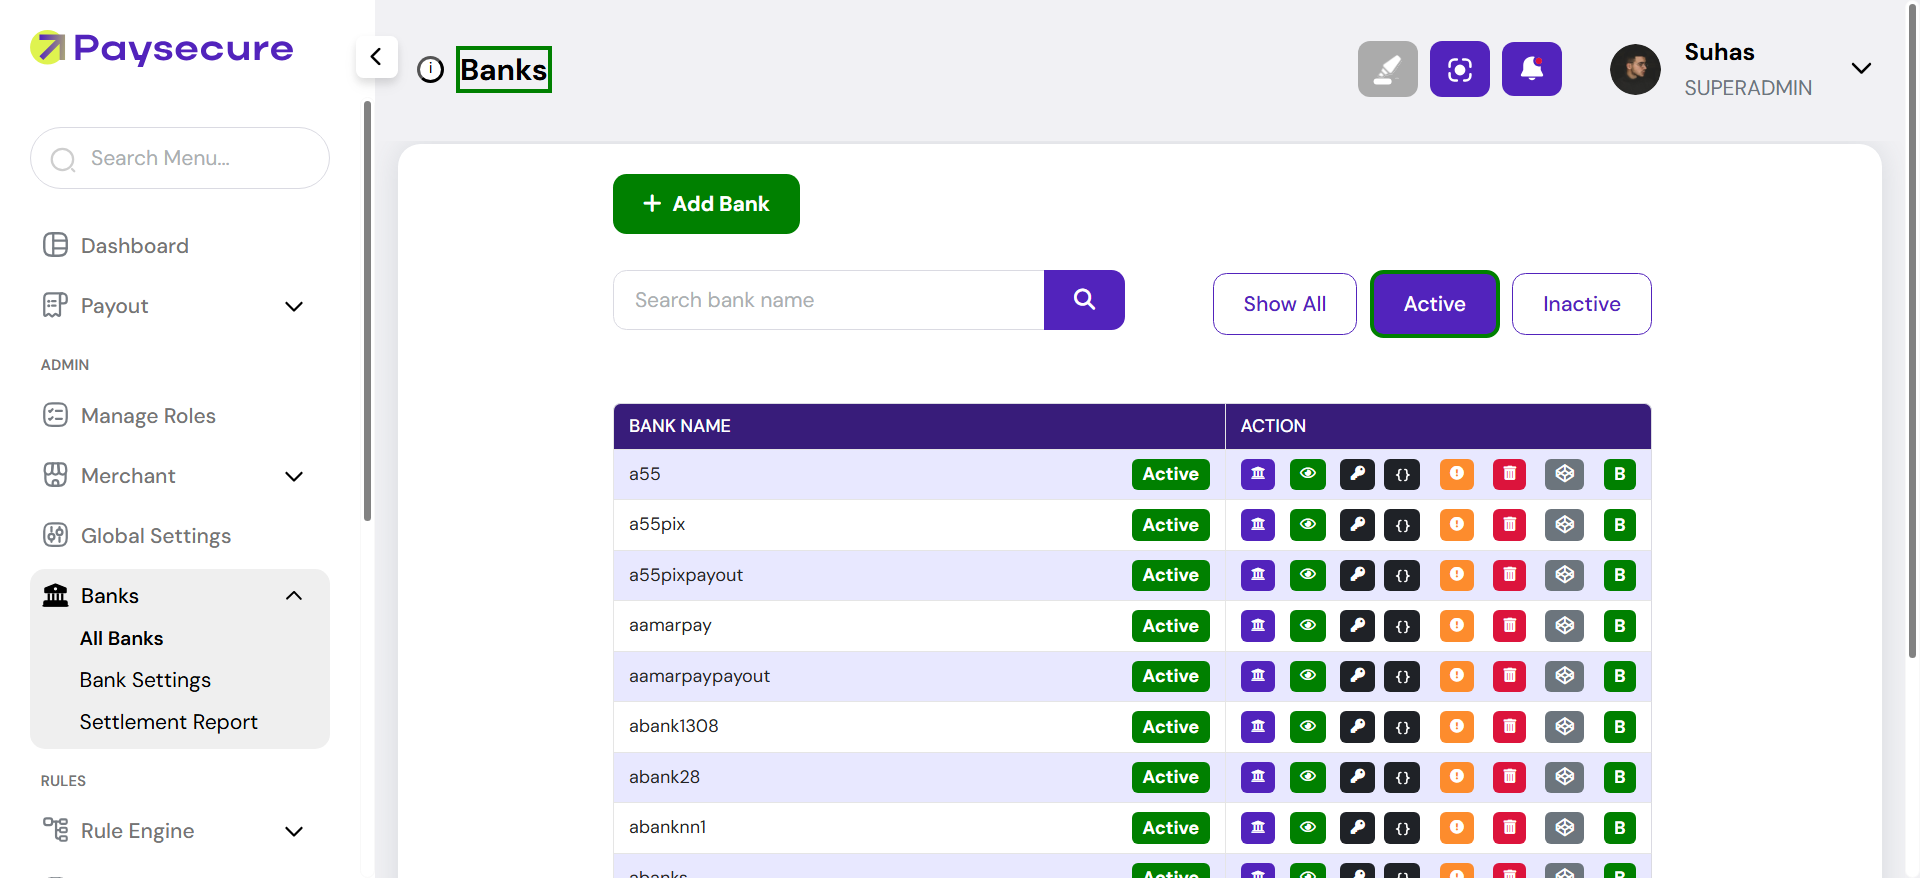 Paysecure
Search Menu...
Dashboard
Payout
ADMIN
Manage Roles
Merchant
Global Settings
Banks
All Banks
Bank Settings
Settlement Report
RULES
Rule Engine
Banks
Suhas
SUPERADMIN
+ Add Bank
Search bank name
Show All
Active
Inactive
BANK NAME ACTION
a55 Active {} B
a55pix Active {} B
a55pixpayout Active {} B
aamarpay Active {} B
aamarpaypayout Active {} B
abank1308 Active {} B
abank28 Active {} B
abanknn1 Active {} B
abanks Active